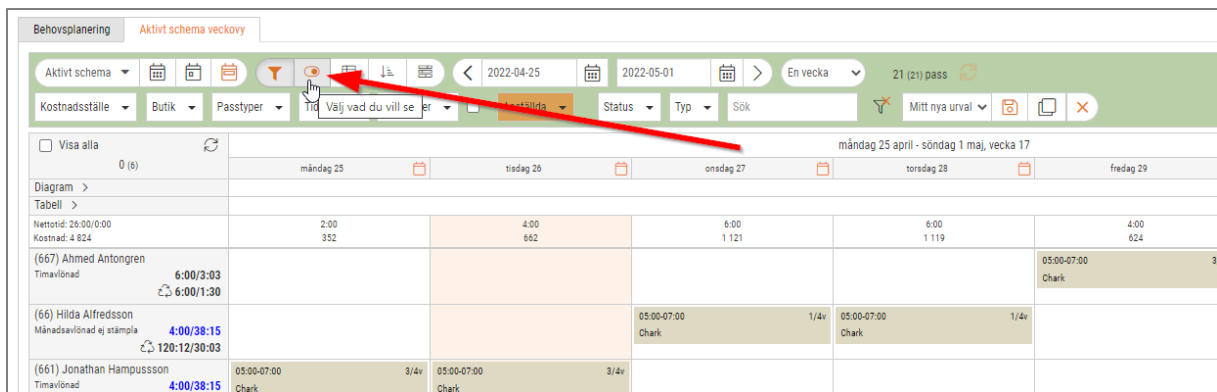 Behovsplanering Aktivt schema veckovy
Aktivt schema 2022-04-25 2022-05-01 En vecka 21 (21) pass
Kostnadsställe Butik Passtyper Välj vad du vill se er Status Typ Sök Mitt nya urval
Visa alla måndag 25 april - söndag 1 maj, vecka 17
0 (6) måndag 25 tisdag 26 onsdag 27 torsdag 28 fredag 29
Diagram >
Tabell >
Nettotid: 26:00/0:00 2:00 4:00 6:00 6:00 4:00
Kostnad: 4 824 352 662 1 121 1 119 624
(667) Ahmed Antongren 05:00-07:00 3
Timavlönad 6:00/3:03 Chark
6:00/1:30
(66) Hilda Alfredsson 05:00-07:00 1/4v 05:00-07:00 1/4v
Månadsavlönad ej stämpla 4:00/38:15 Chark Chark
120:12/30:03
(661) Jonathan Hampussson 05:00-07:00 3/4v 05:00-07:00 3/4v
Timavlönad 4:00/38:15 Chark Chark